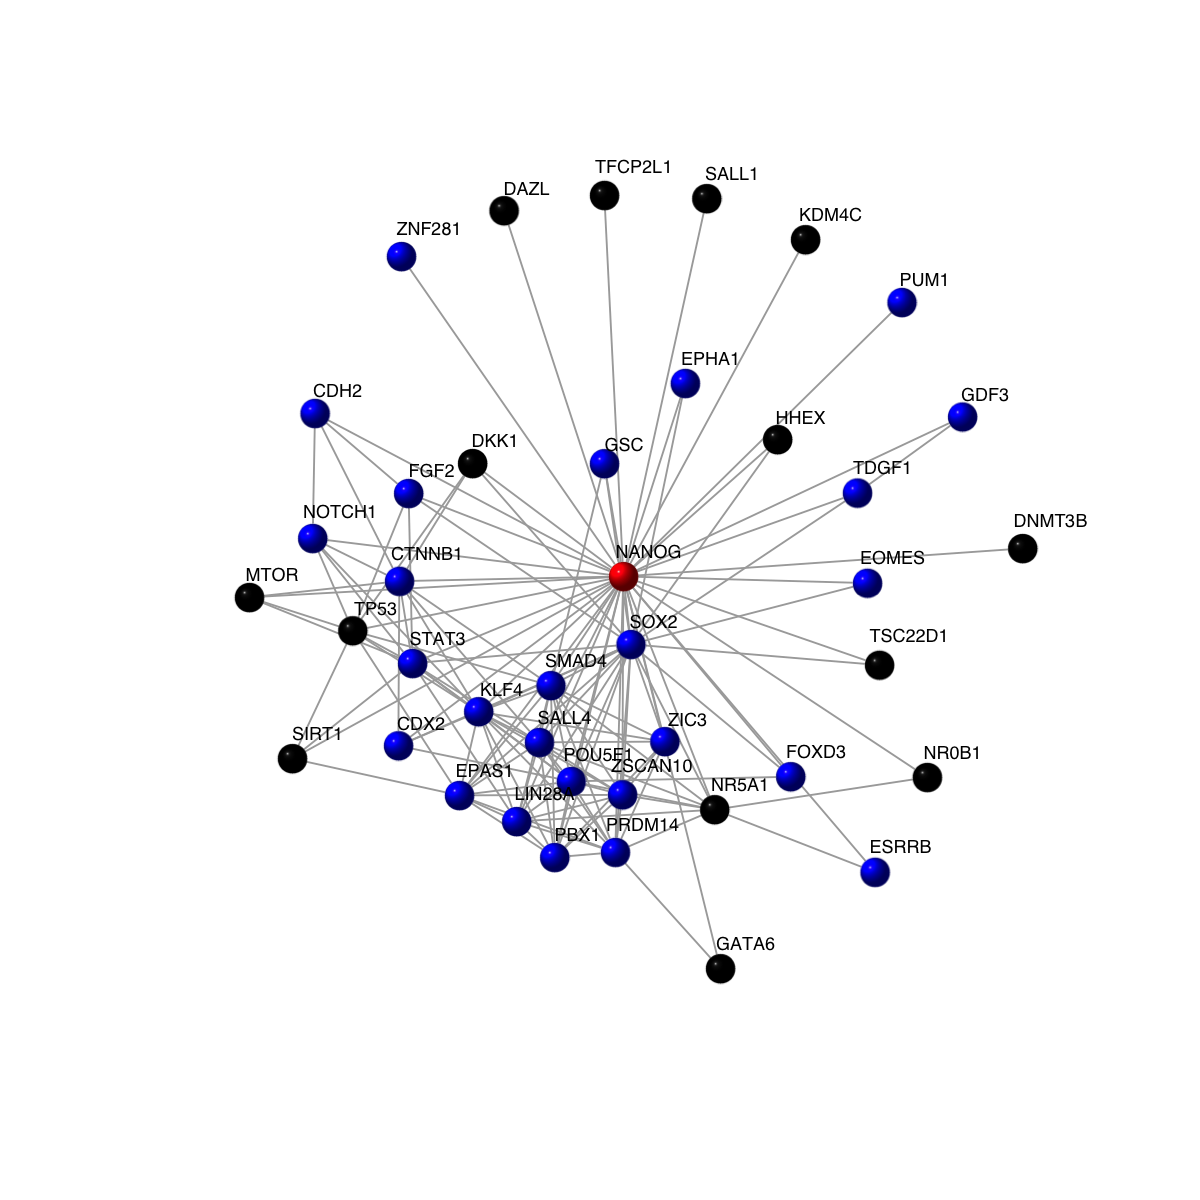 TFCP2L1
SALL1
DAZL
KDM4C
ZNF281
PUM1
EPHA1
CDH2
GDF3
HHEX
DKK1
GSC
FGF2
TDGF1
NOTCH1
DNMT3B
CTNNB1
NANOG
EOMES
MTOR
TP53
SOX2
STAT3
TSC22D1
SMAD4
KLF4
SALL4
ZIC3
CDX2
SIRT1
POU5F1
FOXD3
NR0B1
ZSCAN10
EPAS1
NR5A1
LIN28A
PRDM14
PBX1
ESRRB
GATA6